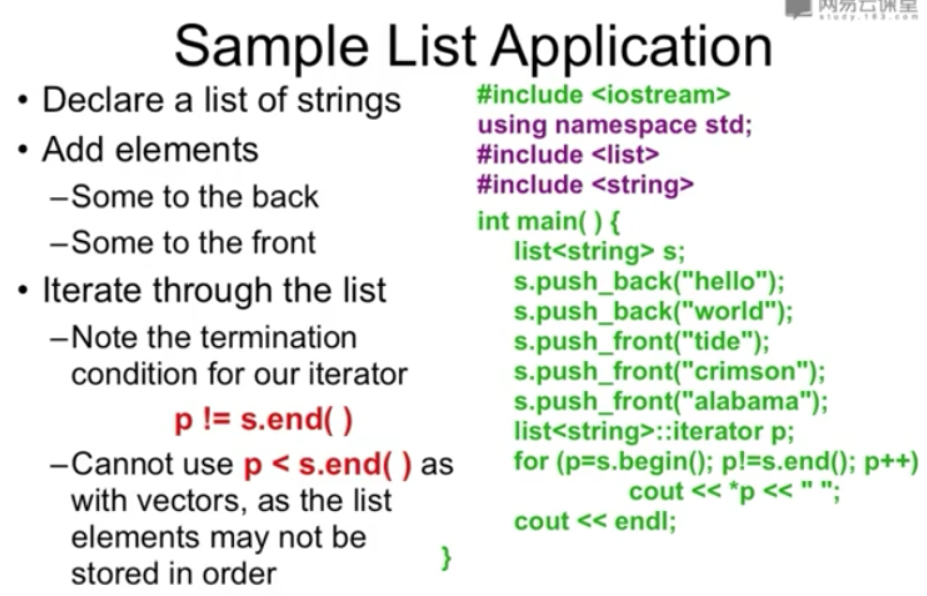 网易云课堂
study.163.com
Sample List Application
• Declare a list of strings
• Add elements
–Some to the back
–Some to the front
• Iterate through the list
–Note the termination
condition for our iterator
p != s.end( )
–Cannot use p < s.end( ) as
with vectors, as the list
elements may not be
stored in order
#include <iostream>
using namespace std;
#include <list>
#include <string>
int main( ) {
list<string> s;
s.push_back("hello");
s.push_back("world");
s.push_front("tide");
s.push_front("crimson");
s.push_front("alabama");
list<string>::iterator p;
for (p=s.begin(); p!=s.end(); p++)
cout << *p << " ";
cout << endl;
}